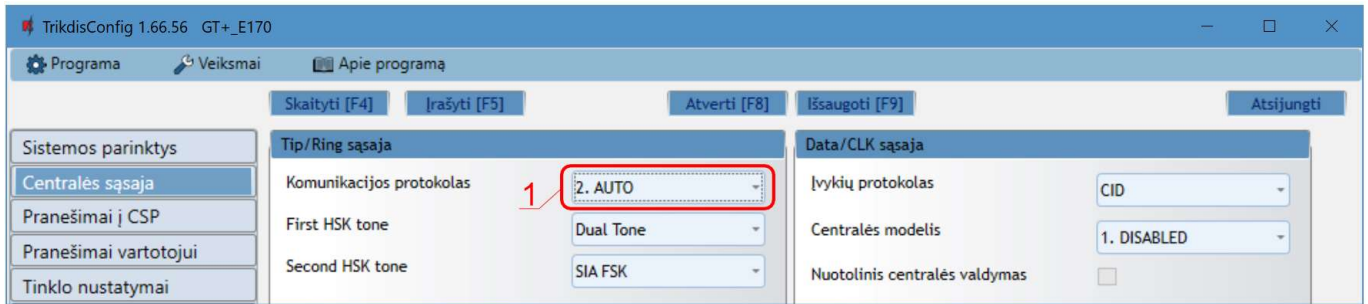 TrikdisConfig 1.66.56 GT+_E170
Programa Veiksmai Apie programą
Skaityti [F4] Įrašyti [F5] Atverti [F8] Išsaugoti [F9] Atsijungti
Sistemos parinktys
Centralės sąsaja
Pranešimai į CSP
Pranešimai vartotojui
Tinklo nustatymai
Tip/Ring sąsaja
Komunikacijos protokolas 1 2. AUTO
First HSK tone Dual Tone
Second HSK tone SIA FSK
Data/CLK sąsaja
Įvykių protokolas CID
Centralės modelis 1. DISABLED
Nuotolinis centralės valdymas